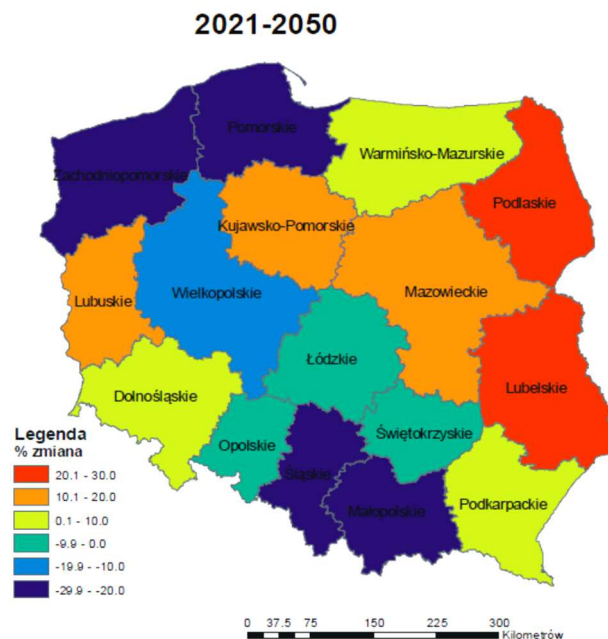 2021-2050
Pomorskie
Zachodniopomorskie
Warmińsko-Mazurskie
Podlaskie
Kujawsko-Pomorskie
Lubuskie
Wielkopolskie
Mazowieckie
Łódzkie
Dolnośląskie
Lubelskie
Świętokrzyskie
Opolskie
Śląskie
Małopolskie
Podkarpackie
Legenda
% zmiana
20.1 - 30.0
10.1 - 20.0
0.1 - 10.0
-9.9 - 0.0
-19.9 - -10.0
-29.9 - -20.0
0 37.5 75 150 225 300
Kilometrów